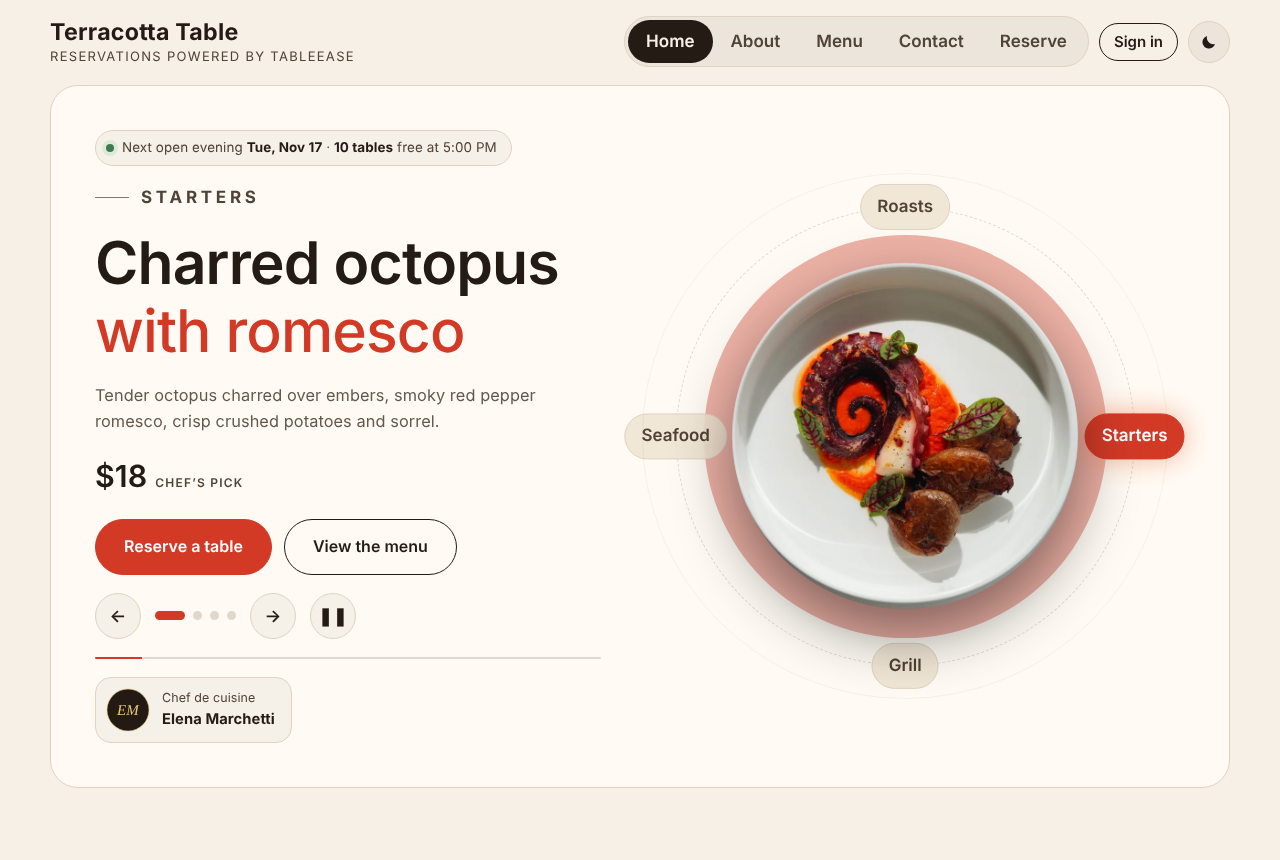 Terracotta Table
RESERVATIONS POWERED BY TABLEEASE
Home
About
Menu
Contact
Reserve
Sign in
Next open evening Tue, Nov 17 · 10 tables free at 5:00 PM
STARTERS
Charred octopus
with romesco
Tender octopus charred over embers, smoky red pepper
romesco, crisp crushed potatoes and sorrel.
$18 CHEF’S PICK
Reserve a table
View the menu
Chef de cuisine
EM
Elena Marchetti
Roasts
Seafood
Starters
Grill